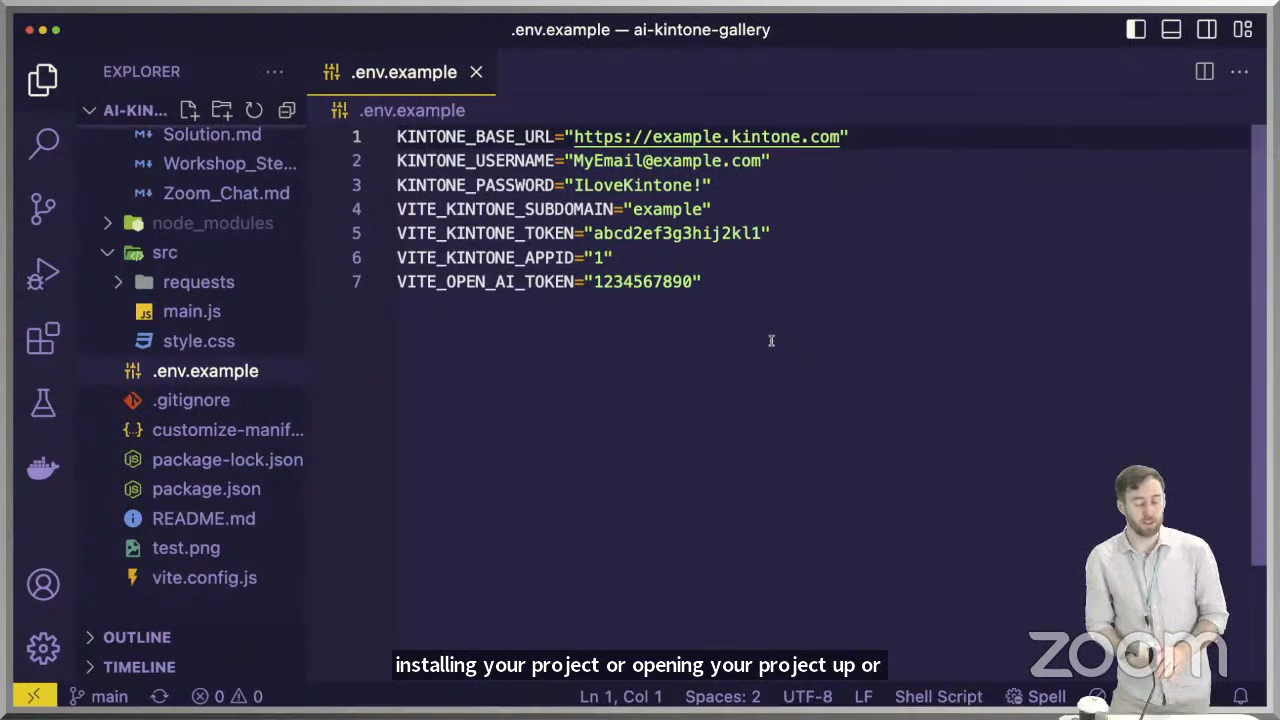 .env.example — ai-kintone-gallery
EXPLORER
.env.example
AI-KIN...
.env.example
Solution.md
Workshop_Ste...
Zoom_Chat.md
node_modules
src
requests
JS main.js
style.css
.env.example
.gitignore
customize-manif...
package-lock.json
package.json
README.md
test.png
vite.config.js
OUTLINE
TIMELINE
1 KINTONE_BASE_URL="https://example.kintone.com"
2 KINTONE_USERNAME="MyEmail@example.com"
3 KINTONE_PASSWORD="ILoveKintone!"
4 VITE_KINTONE_SUBDOMAIN="example"
5 VITE_KINTONE_TOKEN="abcd2ef3g3hij2kl1"
6 VITE_KINTONE_APPID="1"
7 VITE_OPEN_AI_TOKEN="1234567890"
installing your project or opening your project up or
zoom
main 0 0 Ln 1, Col 1 Spaces: 2 UTF-8 LF Shell Script Spell